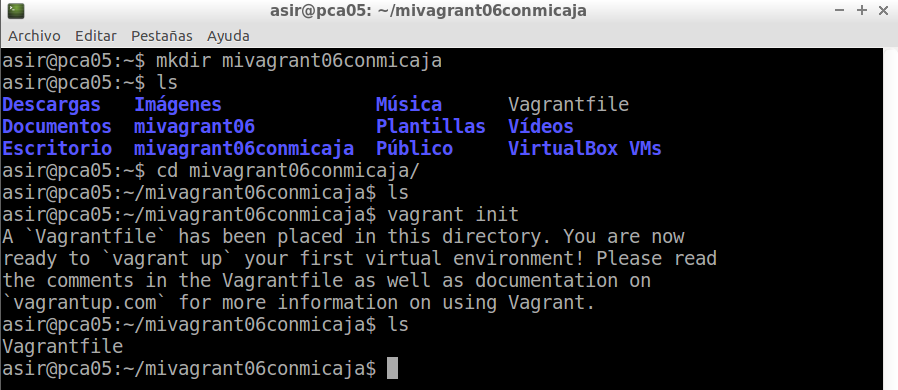 asir@pca05: ~/mivagrant06conmicaja
Archivo Editar Pestañas Ayuda
asir@pca05:~$ mkdir mivagrant06conmicaja
asir@pca05:~$ ls
Descargas Imágenes Música Vagrantfile
Documentos mivagrant06 Plantillas Vídeos
Escritorio mivagrant06conmicaja Público VirtualBox VMs
asir@pca05:~$ cd mivagrant06conmicaja/
asir@pca05:~/mivagrant06conmicaja$ ls
asir@pca05:~/mivagrant06conmicaja$ vagrant init
A `Vagrantfile` has been placed in this directory. You are now
ready to `vagrant up` your first virtual environment! Please read
the comments in the Vagrantfile as well as documentation on
`vagrantup.com` for more information on using Vagrant.
asir@pca05:~/mivagrant06conmicaja$ ls
Vagrantfile
asir@pca05:~/mivagrant06conmicaja$